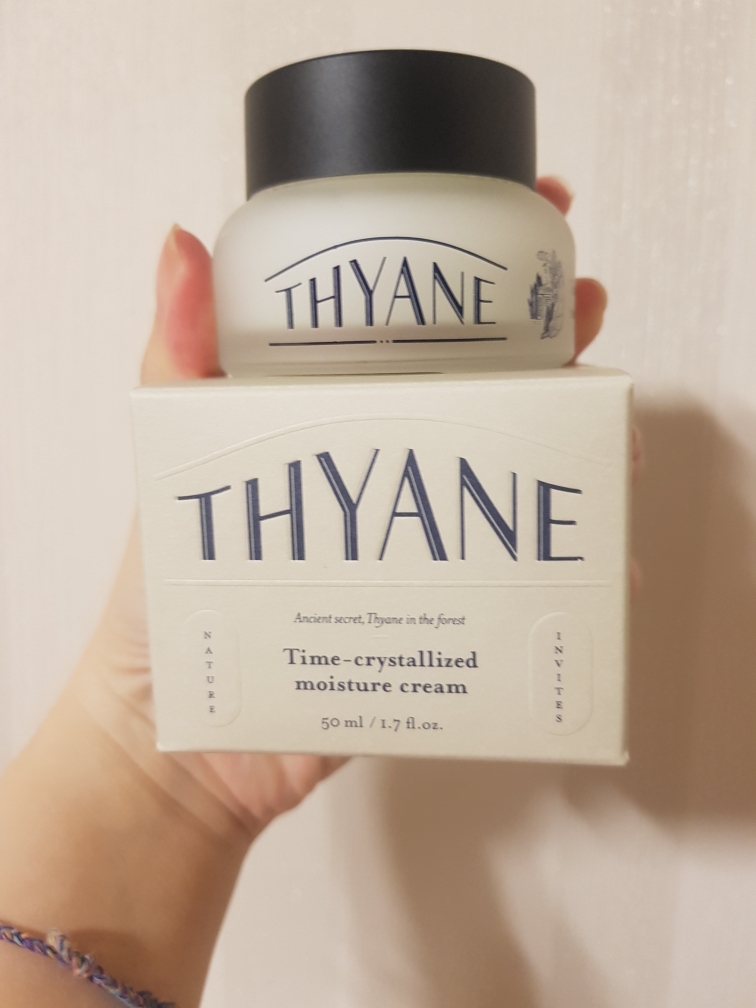 THYANE
THYANE
Ancient secret, Thyane in the forest
NATURE
Time-crystallized
moisture cream
INVITES
50 ml / 1.7 fl.oz.